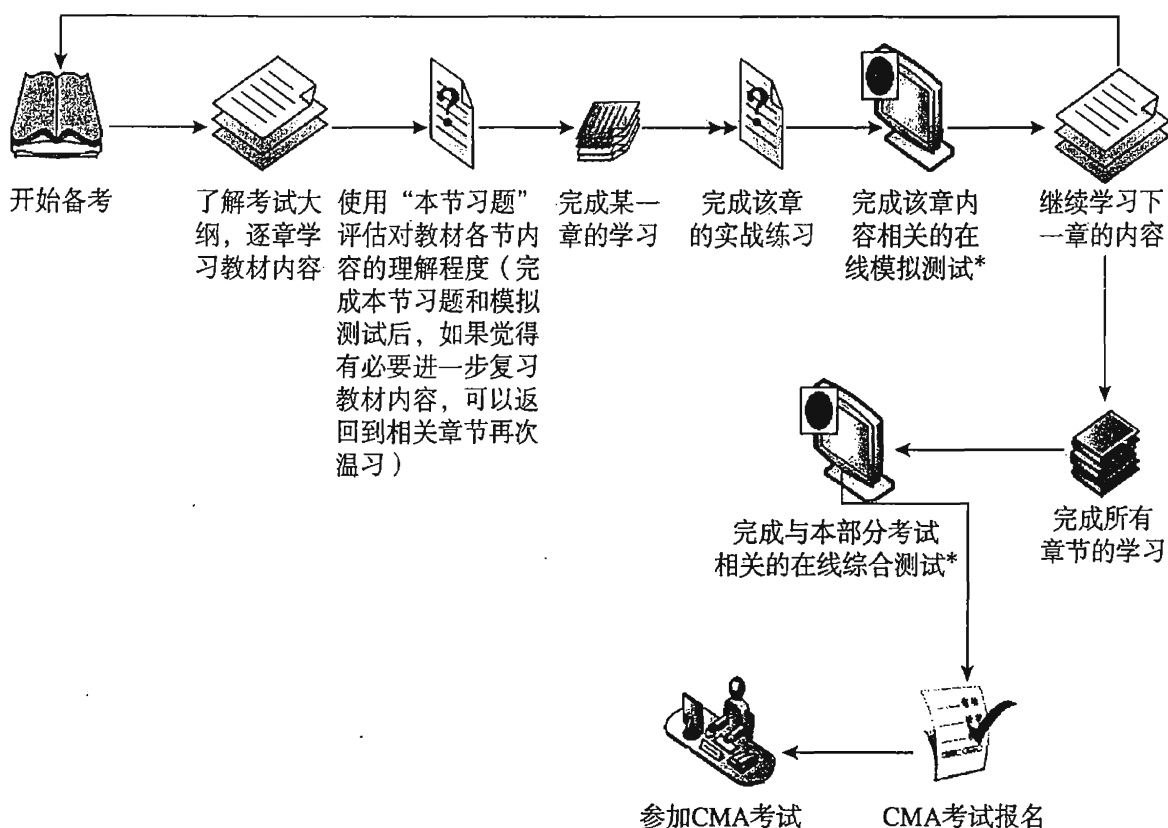 开始备考
了解考试大
纲，逐章学
习教材内容
使用“本节习题”
评估对教材各节内
容的理解程度（完
成本节习题和模拟
测试后，如果觉得
有必要进一步复习
教材内容，可以返
回到相关章节再次
温习）
完成某一
章的学习
完成该章
的实战练习
完成该章内
容相关的在
线模拟测试*
继续学习下
一章的内容
完成所有
章节的学习
完成与本部分考试
相关的在线综合测试*
CMA考试报名
参加CMA考试